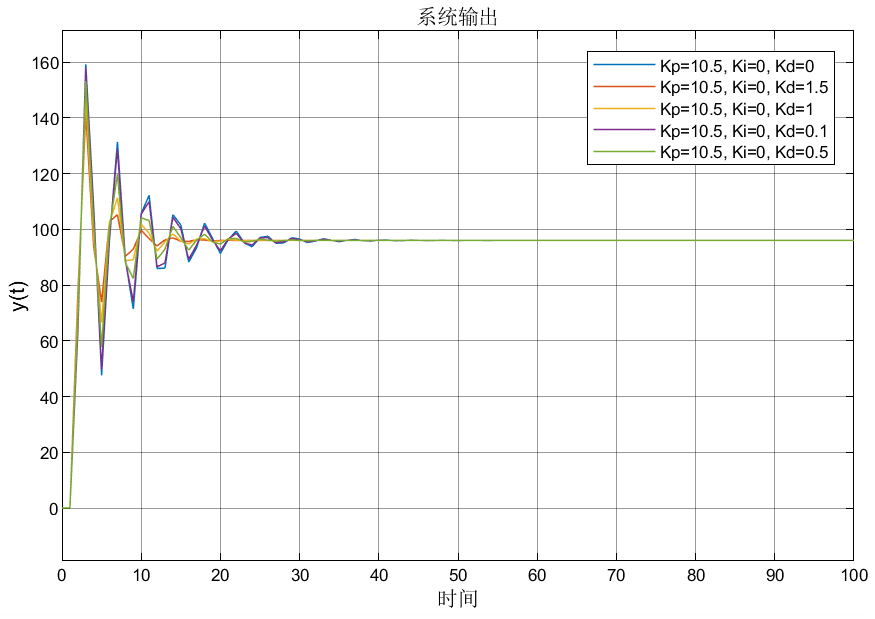 系统输出
Kp=10.5, Ki=0, Kd=0
Kp=10.5, Ki=0, Kd=1.5
Kp=10.5, Ki=0, Kd=1
Kp=10.5, Ki=0, Kd=0.1
Kp=10.5, Ki=0, Kd=0.5
160
140
120
100
80
60
40
20
0
y(t)
0 10 20 30 40 50 60 70 80 90 100
时间